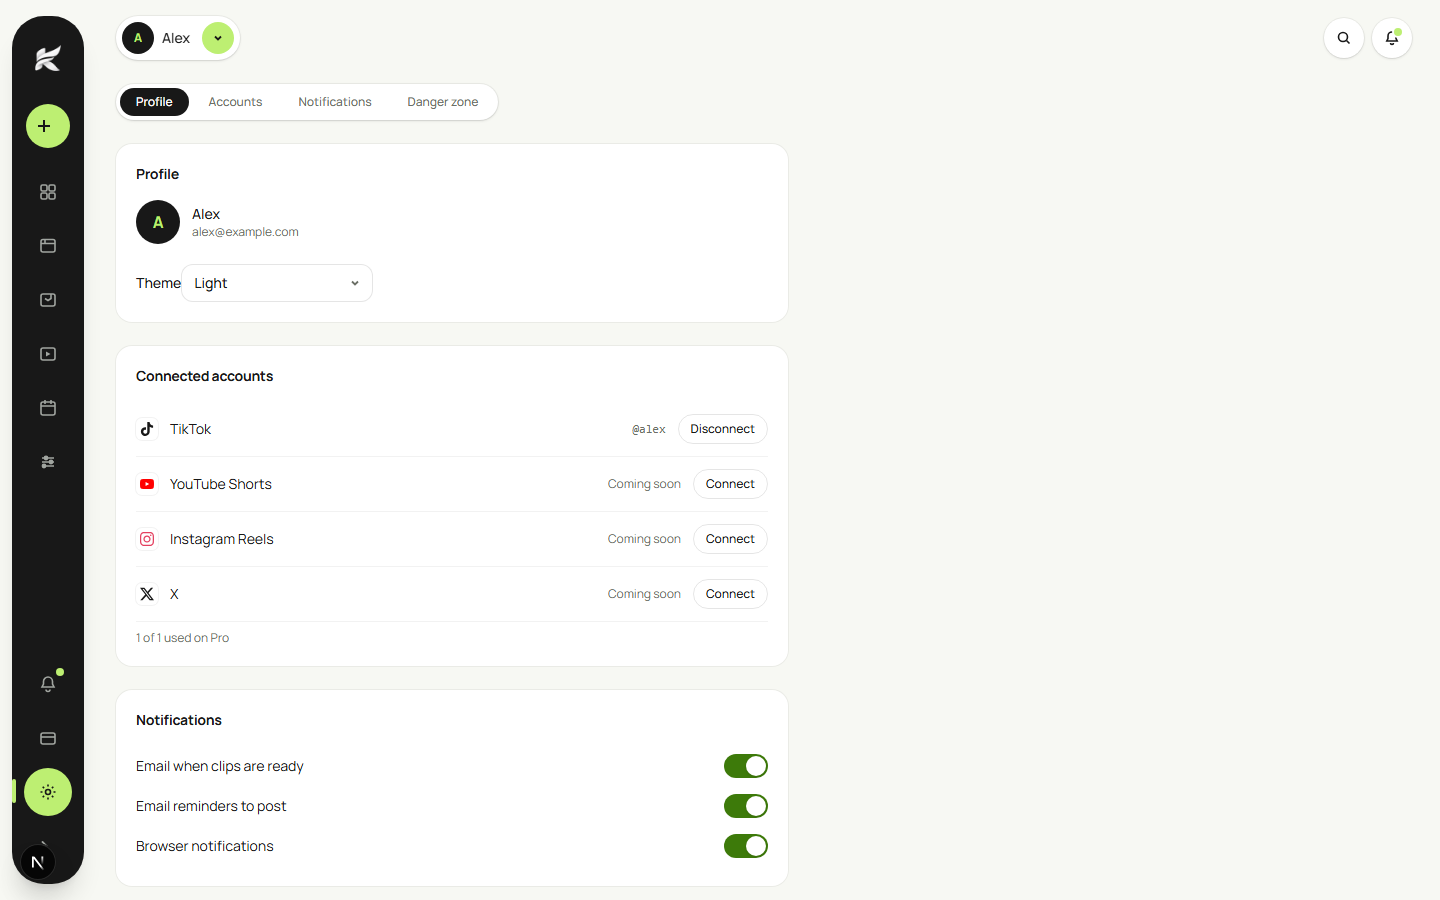 A Alex
Profile Accounts Notifications Danger zone
Profile
A
Alex
alex@example.com
Theme Light
Connected accounts
TikTok @alex Disconnect
YouTube Shorts Coming soon Connect
Instagram Reels Coming soon Connect
X Coming soon Connect
1 of 1 used on Pro
Notifications
Email when clips are ready
Email reminders to post
Browser notifications
N